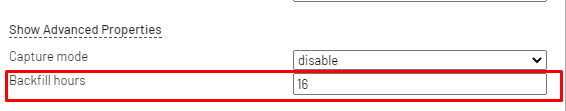 Show Advanced Properties
Capture mode disable
Backfill hours 16